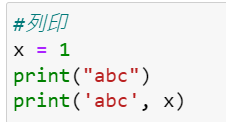 #列印
x = 1
print("abc")
print('abc', x)